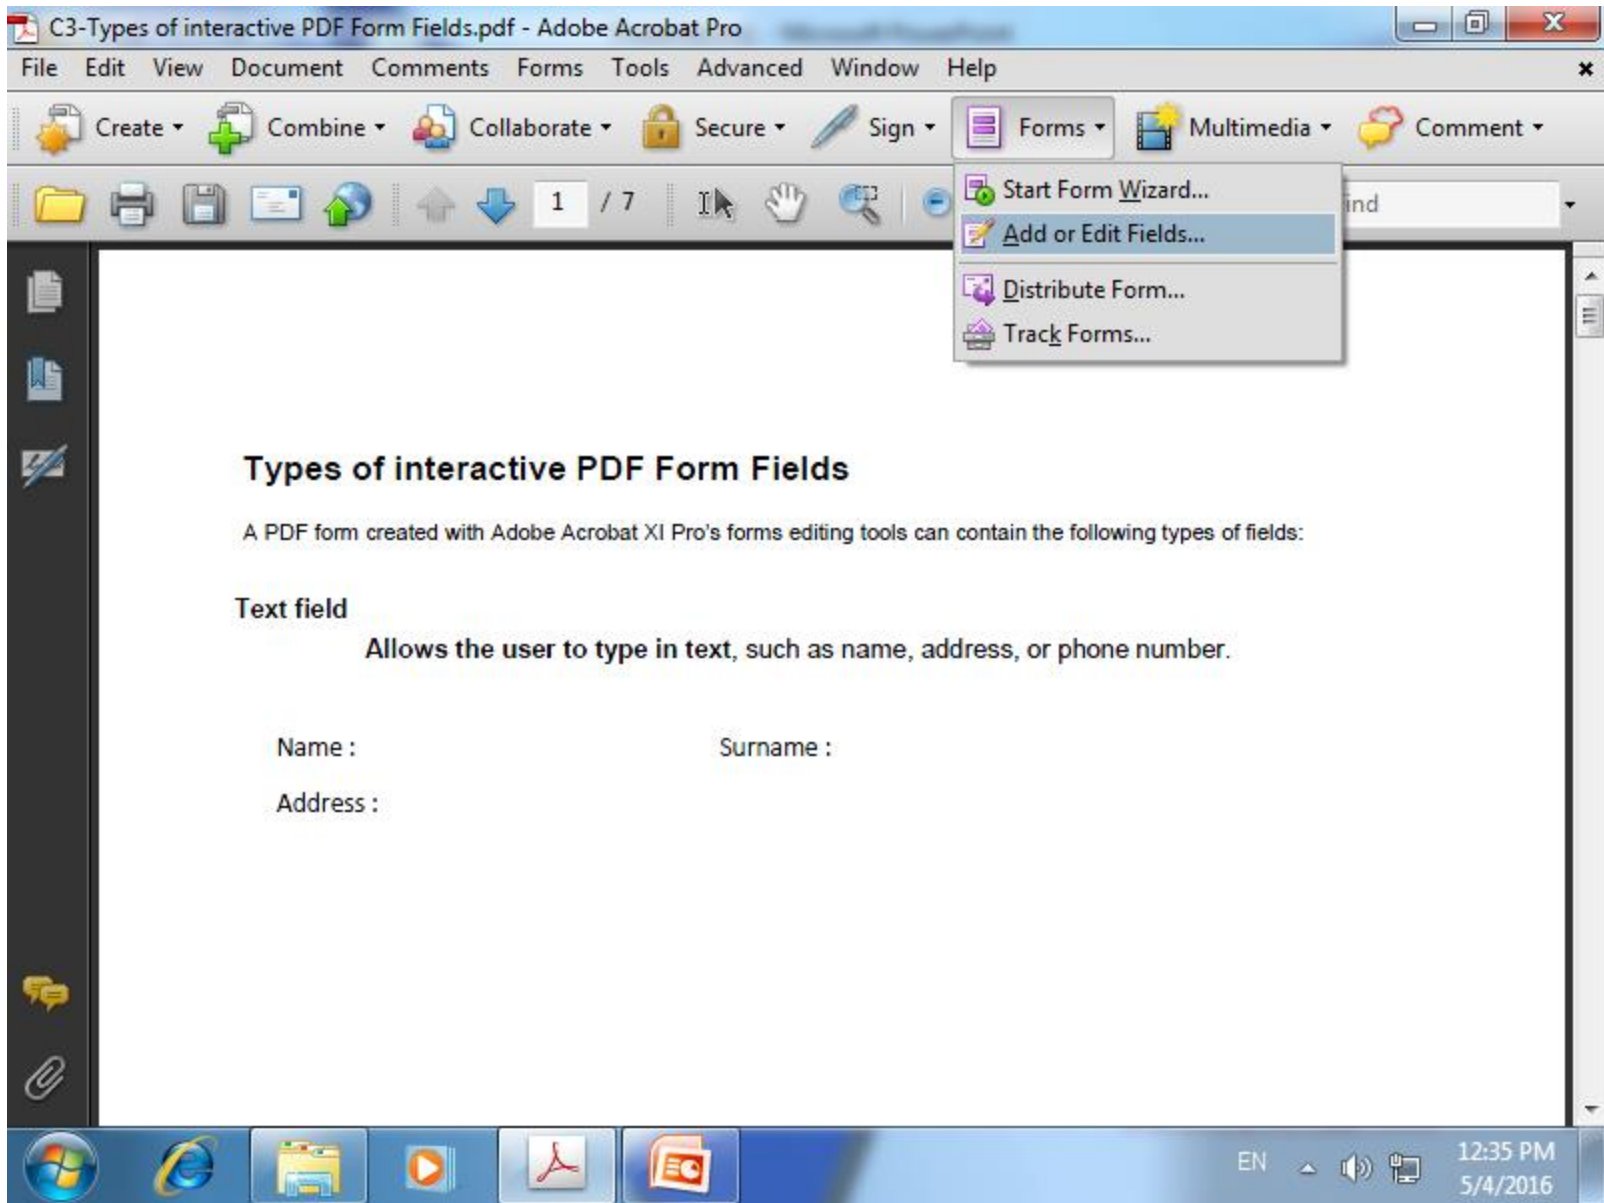 C3-Types of interactive PDF Form Fields.pdf - Adobe Acrobat Pro
File Edit View Document Comments Forms Tools Advanced Window Help
Create Combine Collaborate Secure Sign Forms Multimedia Comment
1 / 7
Start Form Wizard...
Add or Edit Fields...
Distribute Form...
Track Forms...
Types of interactive PDF Form Fields
A PDF form created with Adobe Acrobat XI Pro's forms editing tools can contain the following types of fields:
Text field
Allows the user to type in text, such as name, address, or phone number.
Name : Surname :
Address :
EN 12:35 PM
5/4/2016